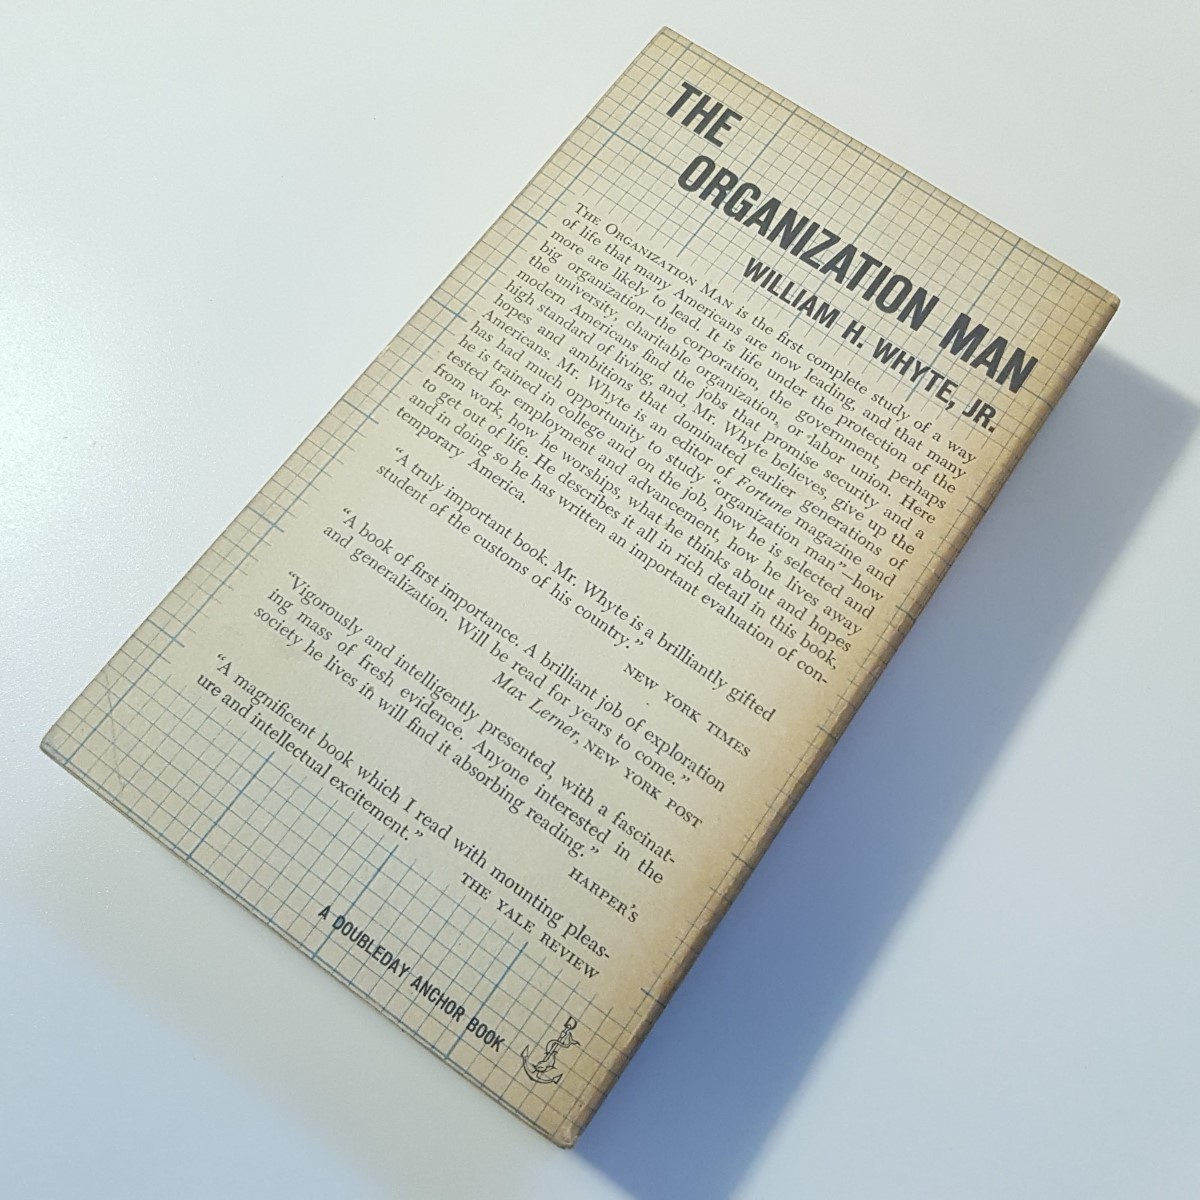 THE
ORGANIZATION MAN
WILLIAM H. WHYTE, JR.
THE ORGANIZATION MAN is the first complete study of a way
of life that many Americans are now leading, and that many
more are likely to lead. It is life under the protection of the
big organization—the corporation, the government, perhaps
the university, charitable organization, or labor union. Here
modern Americans find the jobs that promise security and a
high standard of living, and, Mr. Whyte believes, give up the
hopes and ambitions that dominated earlier generations of
Americans. Mr. Whyte is an editor of Fortune magazine and
has had much opportunity to study “organization man”—how
he is trained in college and on the job, how he is selected and
tested for employment and advancement, how he lives away
from work, how he worships, what he thinks about and hopes
to get out of life. He describes it all in rich detail in this book,
and in doing so he has written an important evaluation of con-
temporary America.
“A truly important book. Mr. Whyte is a brilliantly gifted
student of the customs of his country.”
NEW YORK TIMES
“A book of first importance. A brilliant job of exploration
and generalization. Will be read for years to come.”
Max Lerner, NEW YORK POST
“Vigorously and intelligently presented, with a fascinat-
ing mass of fresh evidence. Anyone interested in the
society he lives in will find it absorbing reading.”
HARPER’S
“A magnificent book which I read with mounting pleas-
ure and intellectual excitement.”
THE YALE REVIEW
A DOUBLEDAY ANCHOR BOOK